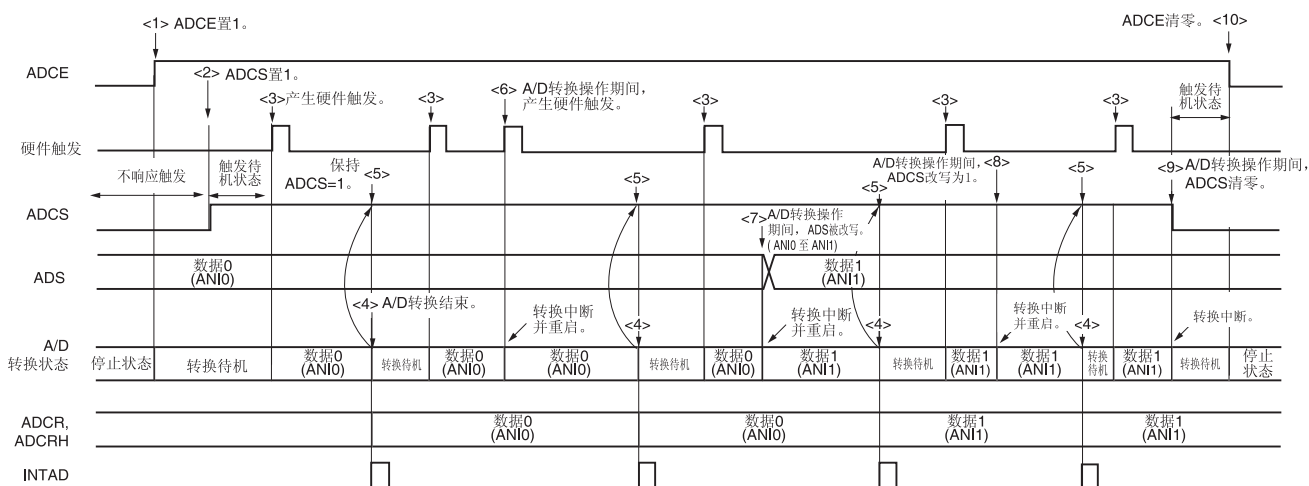 <1> ADCE置1。
ADCE清零。 <10>
ADCE
<2> ADCS置1。
<3>产生硬件触发。
<3>
<6> A/D转换操作期间，
产生硬件触发。
<3>
<3>
<3>
触发待
机状态
硬件触发
不响应触发
触发待
机状态
保持
ADCS=1。
<5>
<5>
A/D转换操作期间，<8>
ADCS改写为1。
<5>
<5>
<9> A/D转换操作期间，
ADCS清零。
ADCS
<7> A/D转换操作
期间，ADS被改写。
( ANI0 至 ANI1)
ADS
数据0
(ANI0)
数据1
(ANI1)
<4> A/D转换结束。
转换中断
并重启。
<4>
转换中断
并重启。
<4>
转换中断
并重启。
<4>
转换中断。
A/D
转换状态
停止状态
转换待机
数据0
(ANI0)
转换待机
数据0
(ANI0)
数据0
(ANI0)
转换待机
数据0
(ANI0)
数据1
(ANI1)
转换待机
数据1
(ANI1)
数据1
(ANI1)
转换
待机
数据1
(ANI1)
转换待机
停止
状态
ADCR,
ADCRH
数据0
(ANI0)
数据0
(ANI0)
数据1
(ANI1)
数据1
(ANI1)
INTAD